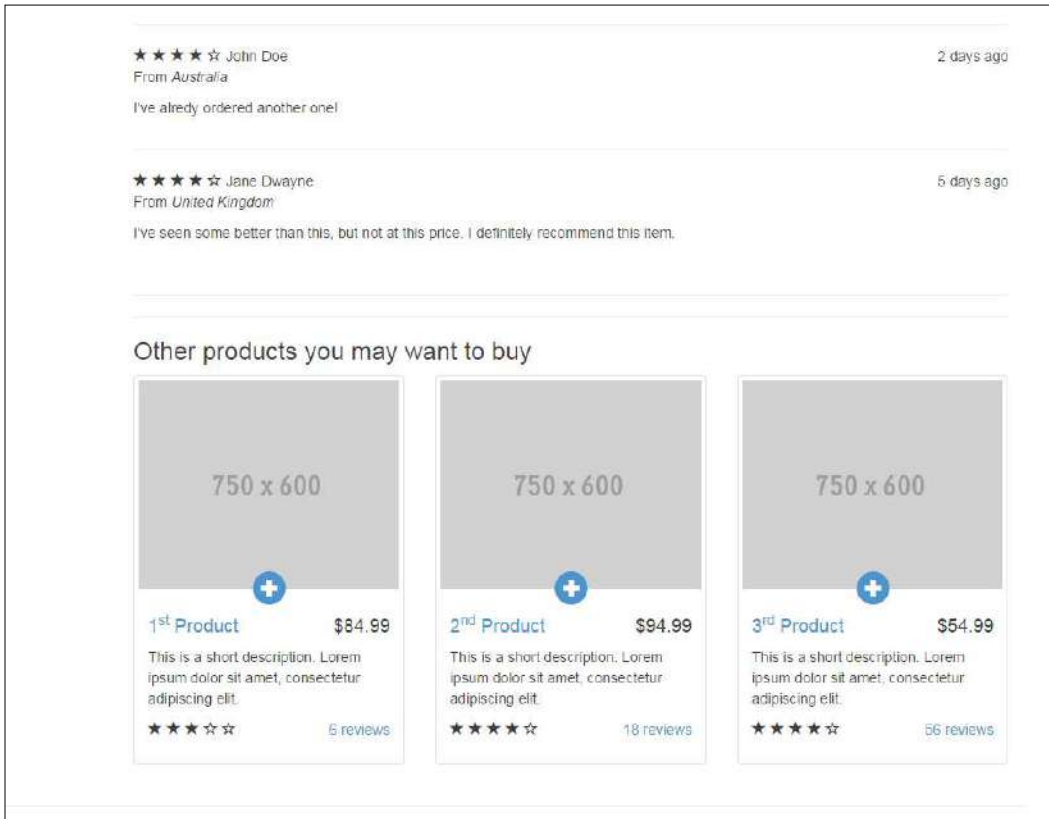 ★ ★ ★ ★ ☆ John Doe 2 days ago
From Australia
I've alredy ordered another one!
★ ★ ★ ★ ☆ Jane Dwayne 5 days ago
From United Kingdom
I've seen some better than this, but not at this price. I definitely recommend this item.
Other products you may want to buy
750 x 600
750 x 600
750 x 600
1st Product $84.99
This is a short description. Lorem
ipsum dolor sit amet, consectetur
adipiscing elit.
★ ★ ★ ☆ ☆ 6 reviews
2nd Product $94.99
This is a short description. Lorem
ipsum dolor sit amet, consectetur
adipiscing elit.
★ ★ ★ ★ ☆ 18 reviews
3rd Product $54.99
This is a short description. Lorem
ipsum dolor sit amet, consectetur
adipiscing elit.
★ ★ ★ ★ ☆ 56 reviews